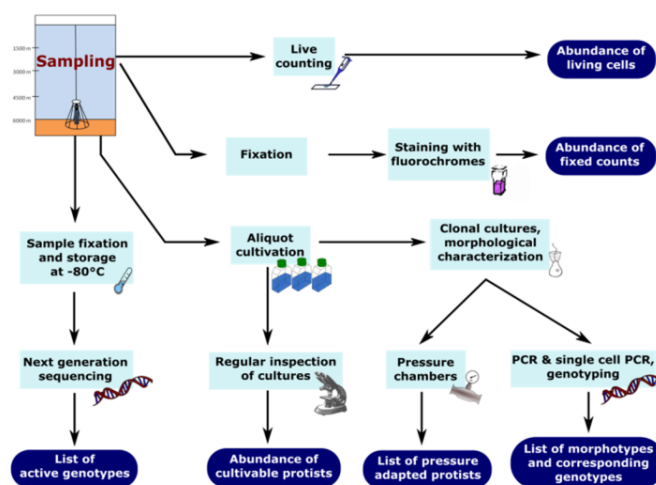 1500 m
Sampling
3000 m
4500 m
6000 m
Live
counting
Abundance of
living cells
Fixation
Staining with
fluorochromes
Abundance of
fixed counts
Sample fixation
and storage
at -80°C
Aliquot
cultivation
Clonal cultures,
morphological
characterization
Next generation
sequencing
Regular inspection
of cultures
Pressure
chambers
PCR & single cell PCR,
genotyping
List of
active genotypes
Abundance of
cultivable protists
List of pressure
adapted protists
List of morphotypes
and corresponding
genotypes